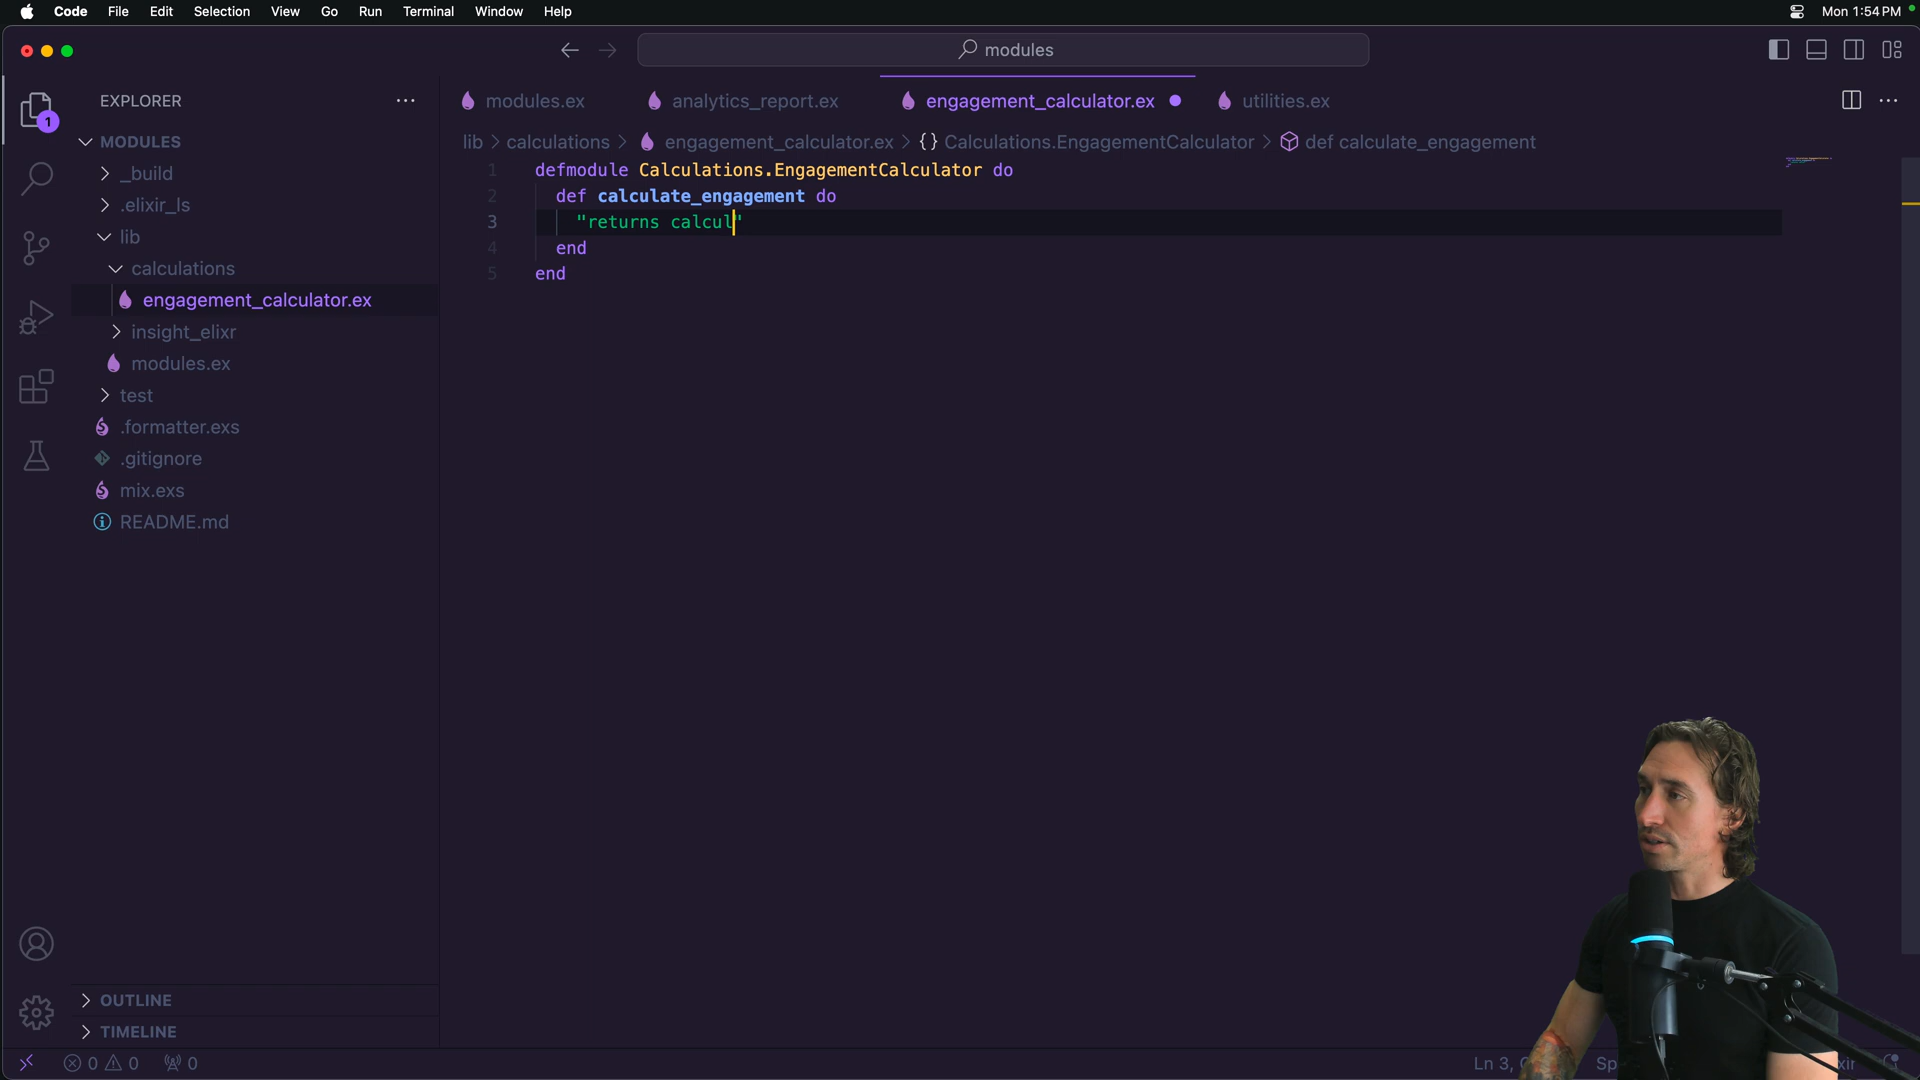 Code File Edit Selection View Go Run Terminal Window Help
Mon 1:54 PM
modules
EXPLORER
1
MODULES
_build
.elixir_ls
lib
calculations
engagement_calculator.ex
insight_elixr
modules.ex
test
.formatter.exs
.gitignore
mix.exs
README.md
OUTLINE
TIMELINE
modules.ex analytics_report.ex engagement_calculator.ex utilities.ex
lib > calculations > engagement_calculator.ex > {} Calculations.EngagementCalculator > def calculate_engagement
1 defmodule Calculations.EngagementCalculator do
2 def calculate_engagement do
3 "returns calcul"
4 end
5 end
0 0 0
Ln 3,